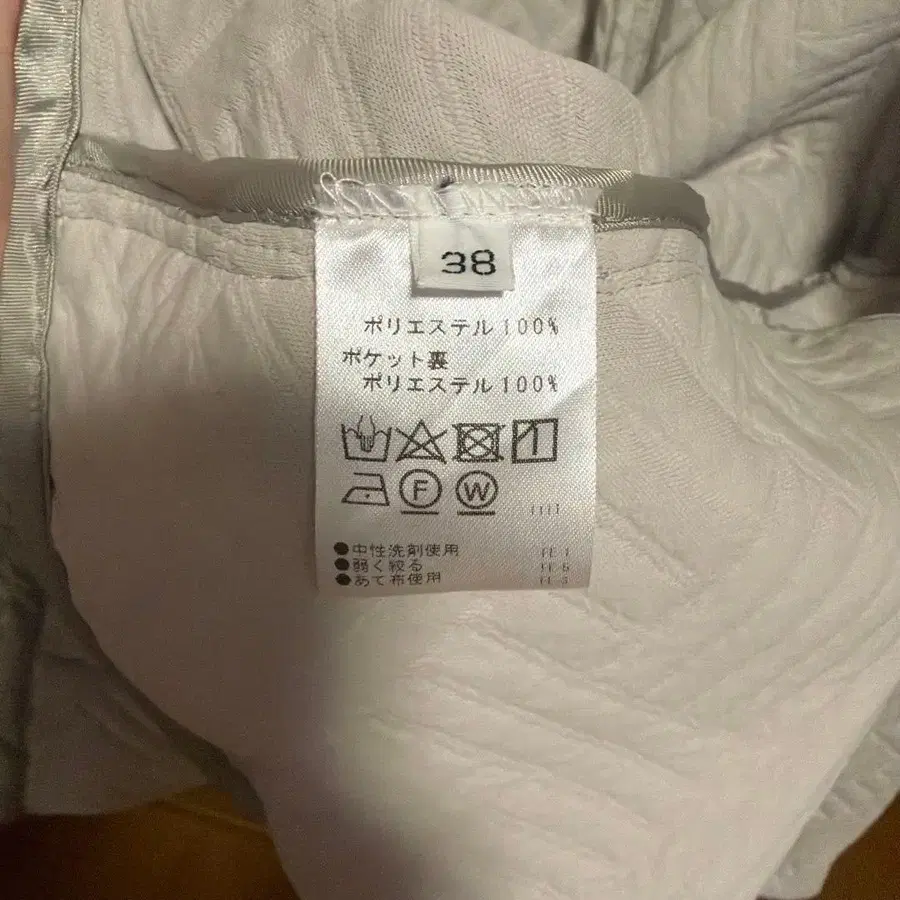 38
ポリエステル100%
ポケット裏
ポリエステル100%
F W
●中性洗剤使用
●弱く絞る
●あて布使用